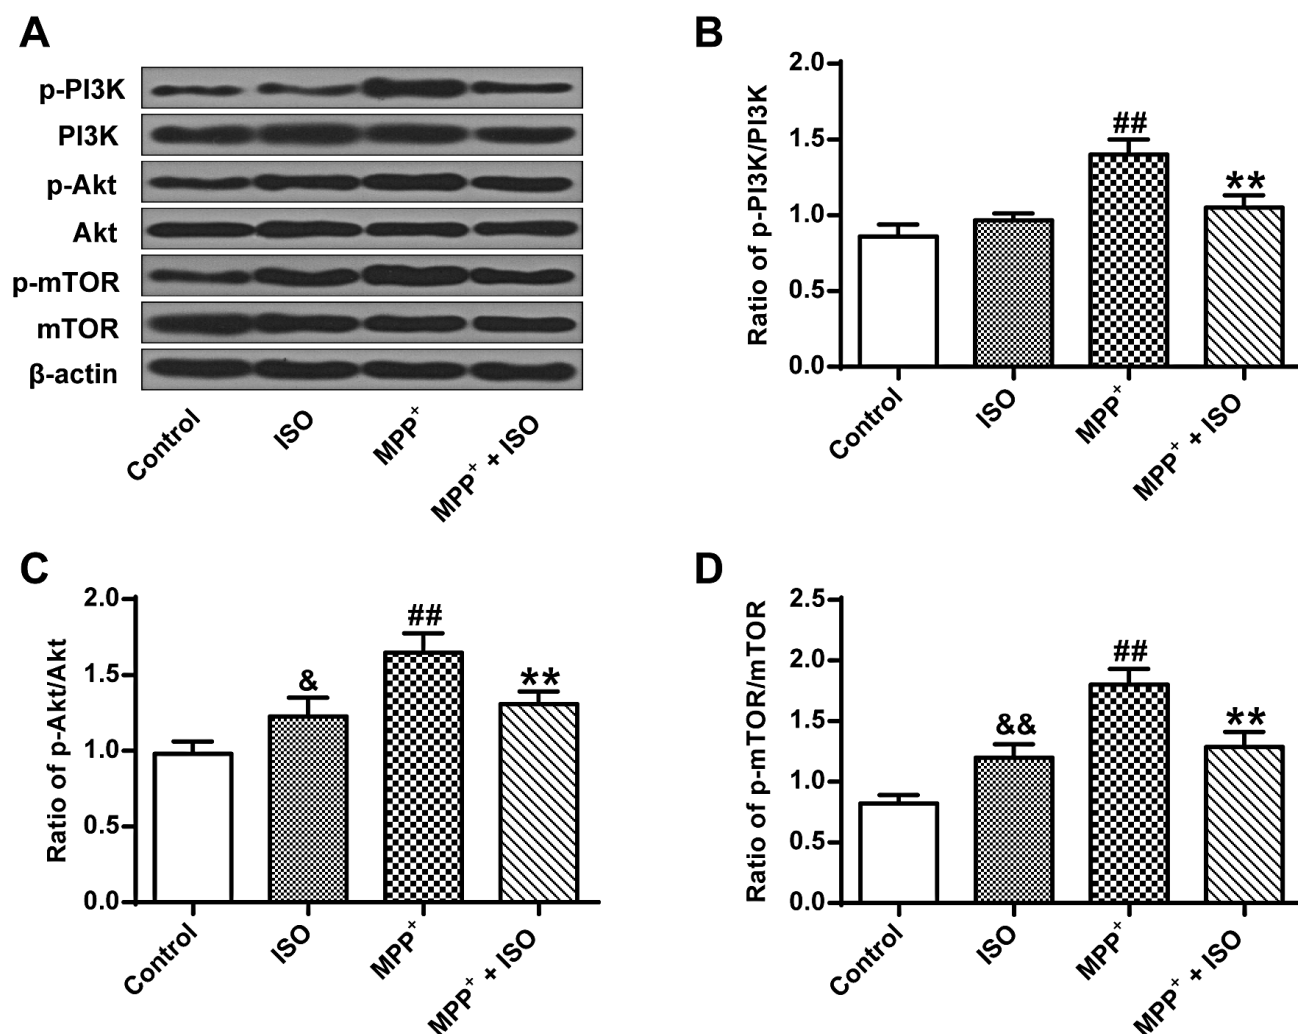 A
p-PI3K
PI3K
p-Akt
Akt
p-mTOR
mTOR
β-actin
Control
ISO
MPP⁺
MPP⁺ + ISO
B
Ratio of p-PI3K/PI3K
2.0
1.5
1.0
0.5
0.0
##
**
Control
ISO
MPP⁺
MPP⁺ + ISO
C
Ratio of p-Akt/Akt
2.0
1.5
1.0
0.5
0.0
&
##
**
Control
ISO
MPP⁺
MPP⁺ + ISO
D
Ratio of p-mTOR/mTOR
2.5
2.0
1.5
1.0
0.5
0.0
&&
##
**
Control
ISO
MPP⁺
MPP⁺ + ISO